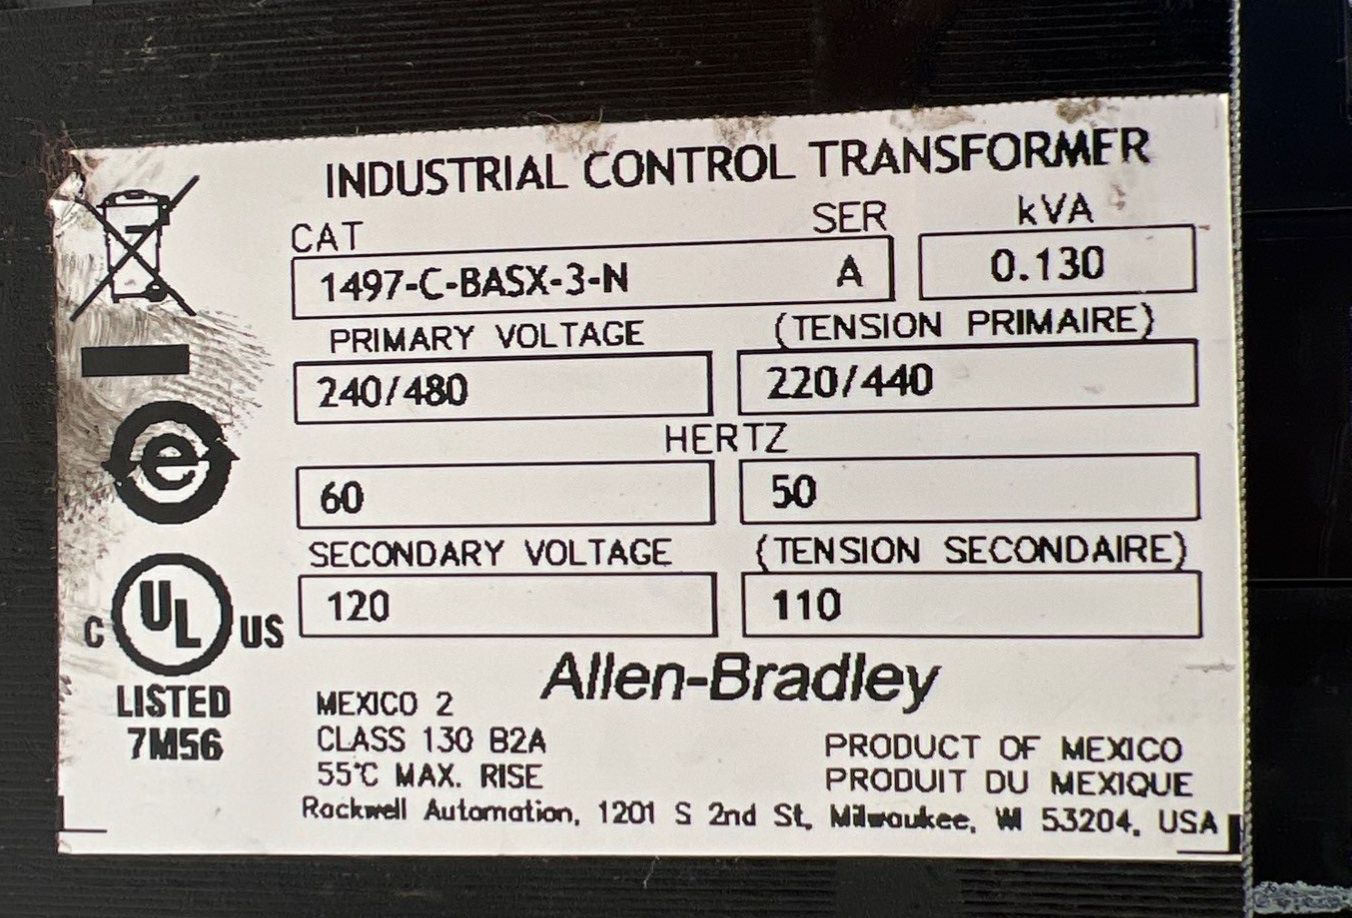 INDUSTRIAL CONTROL TRANSFORMER
CAT SER kVA
1497-C-BASX-3-N A 0.130
PRIMARY VOLTAGE (TENSION PRIMAIRE)
240/480 220/440
HERTZ
60 50
SECONDARY VOLTAGE (TENSION SECONDAIRE)
120 110
e
C UL US
LISTED
7M56
Allen-Bradley
MEXICO 2
CLASS 130 B2A
55°C MAX. RISE
PRODUCT OF MEXICO
PRODUIT DU MEXIQUE
Rockwell Automation, 1201 S 2nd St, Milwaukee, WI 53204, USA